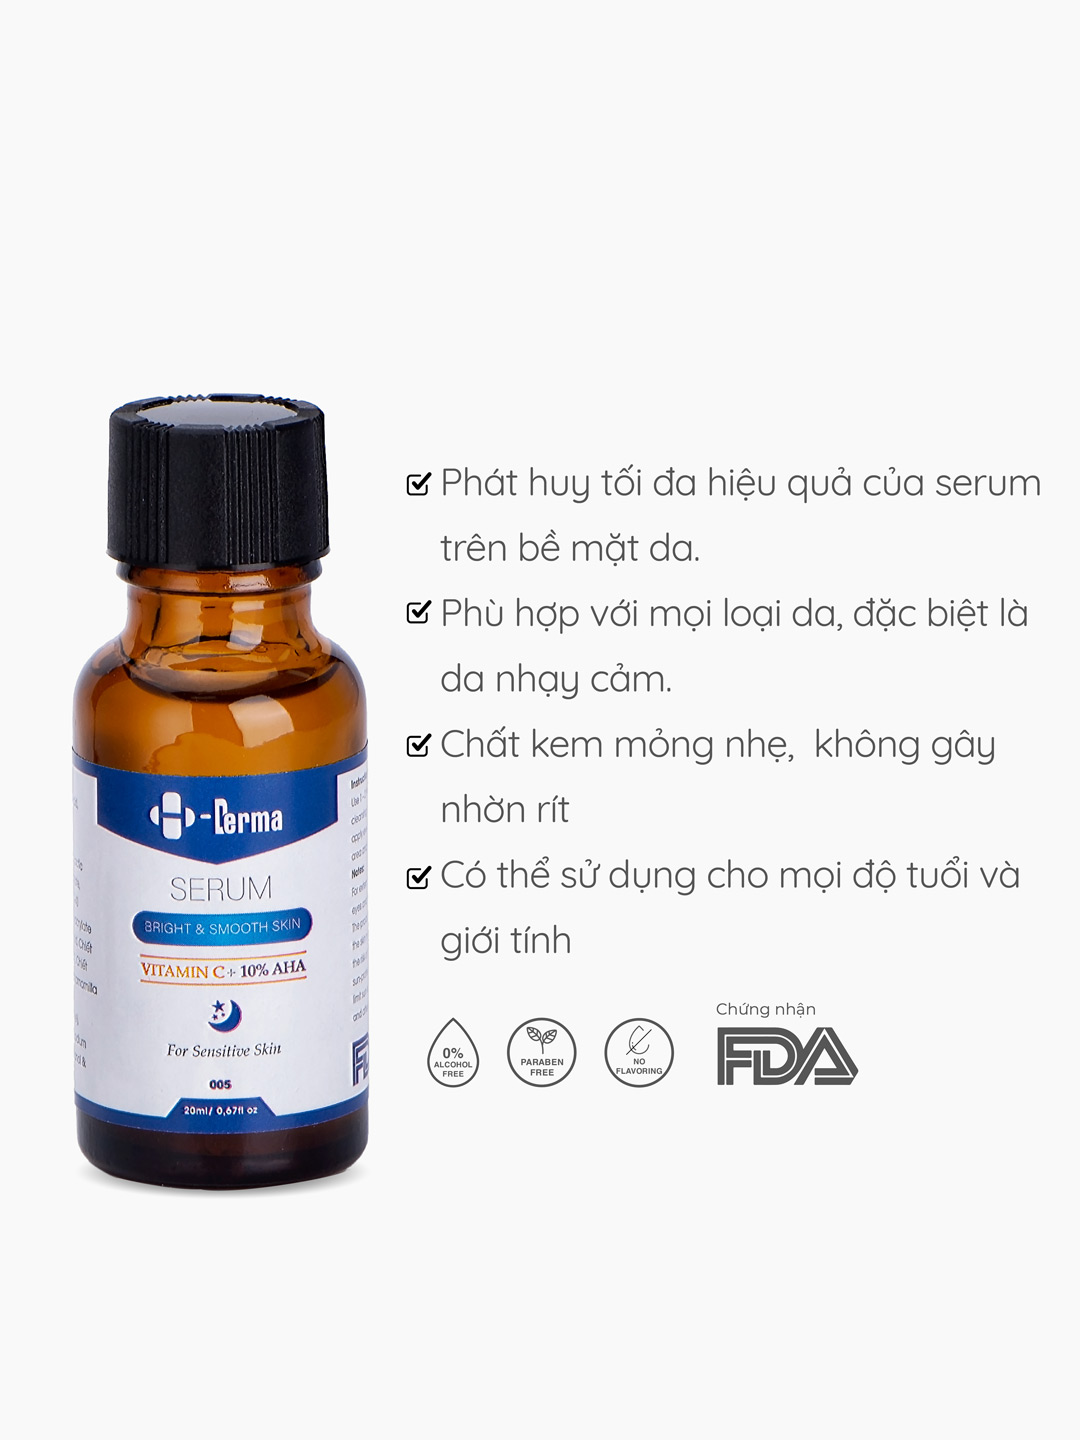 Phát huy tối đa hiệu quả của serum
trên bề mặt da.
Phù hợp với mọi loại da, đặc biệt là
da nhạy cảm.
Chất kem mỏng nhẹ, không gây
nhờn rít
Có thể sử dụng cho mọi độ tuổi và
giới tính
Chứng nhận
0%
ALCOHOL
FREE
PARABEN
FREE
NO
FLAVORING
FDA
H-Derma
SERUM
BRIGHT & SMOOTH SKIN
VITAMIN C + 10% AHA
For Sensitive Skin
005
20ml/ 0,67fl oz